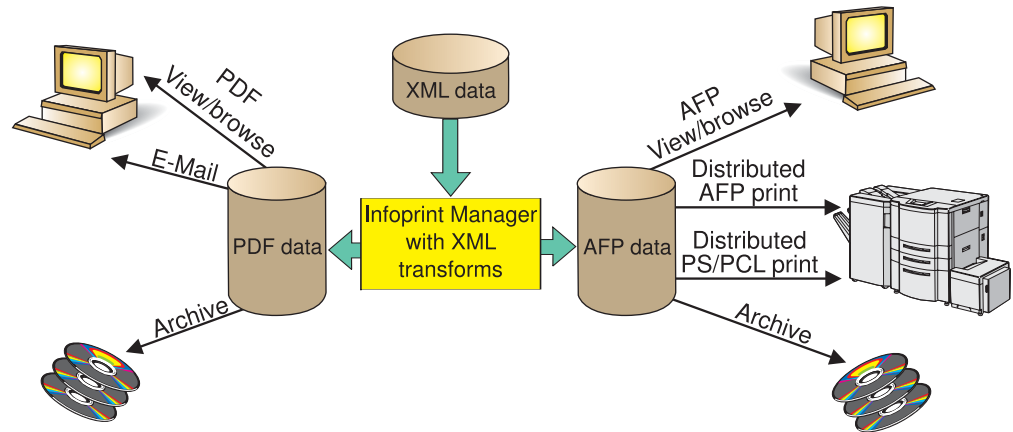 XML data
PDF
View/browse
E-Mail
PDF data
Archive
Infoprint Manager
with XML
transforms
AFP data
AFP
View/browse
Distributed
AFP print
Distributed
PS/PCL print
Archive